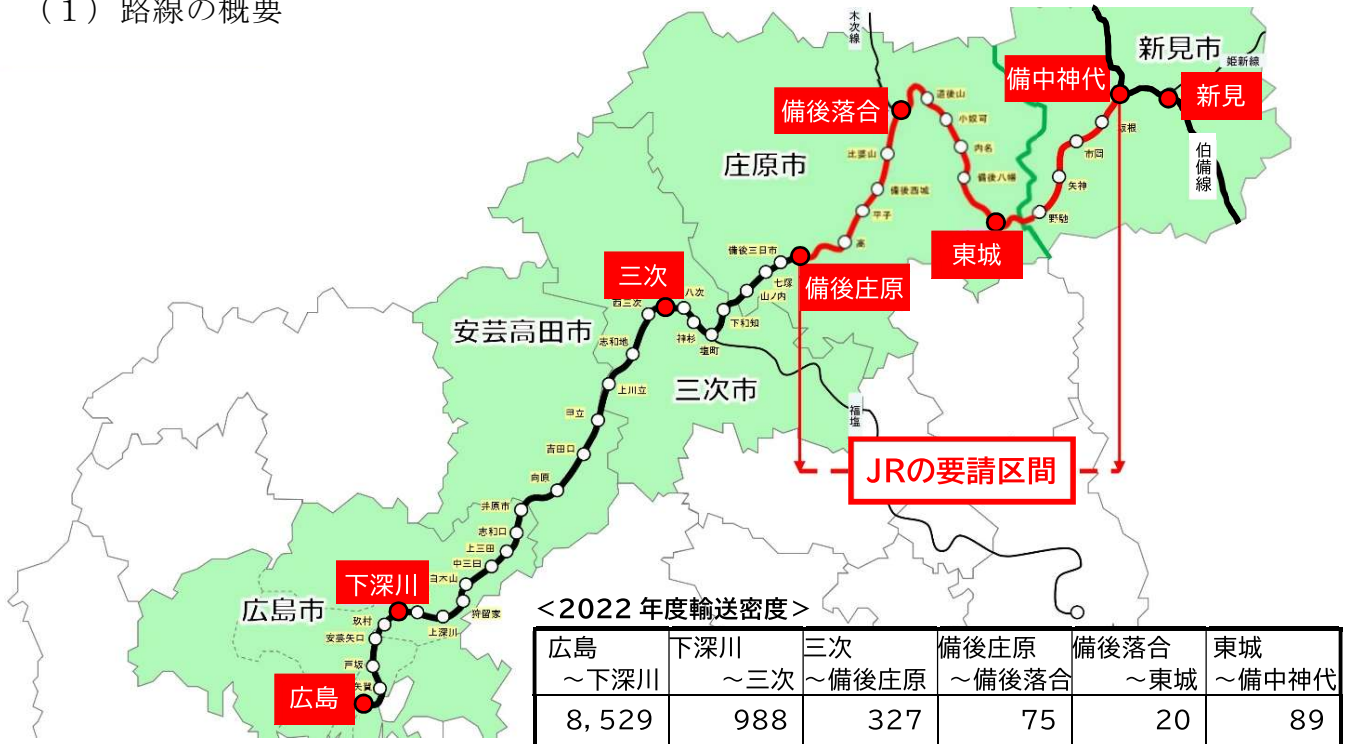 (1)路線の概要
木次線
新見市
姫新線
備中神代
新見
備後落合
道後山
小奴可
坂根
内名
市岡
伯備線
比婆山
庄原市
備後八幡
矢神
備後西城
野馳
平子
東城
高
備後三日市
備後庄原
七塚
三次
山ノ内
八次
西三次
下和知
安芸高田市
神杉
塩町
志和地
三次市
上川立
甲立
福塩
吉田口
JRの要請区間
向原
井原市
志和口
上三田
中三田
白木山
下深川
狩留家
広島市
玖村
上深川
安芸矢口
戸坂
矢賀
広島
<2022 年度輸送密度>
広島 下深川 三次 備後庄原 備後落合 東城
~下深川 ~三次 ~備後庄原 ~備後落合 ~東城 ~備中神代
8,529 988 327 75 20 89